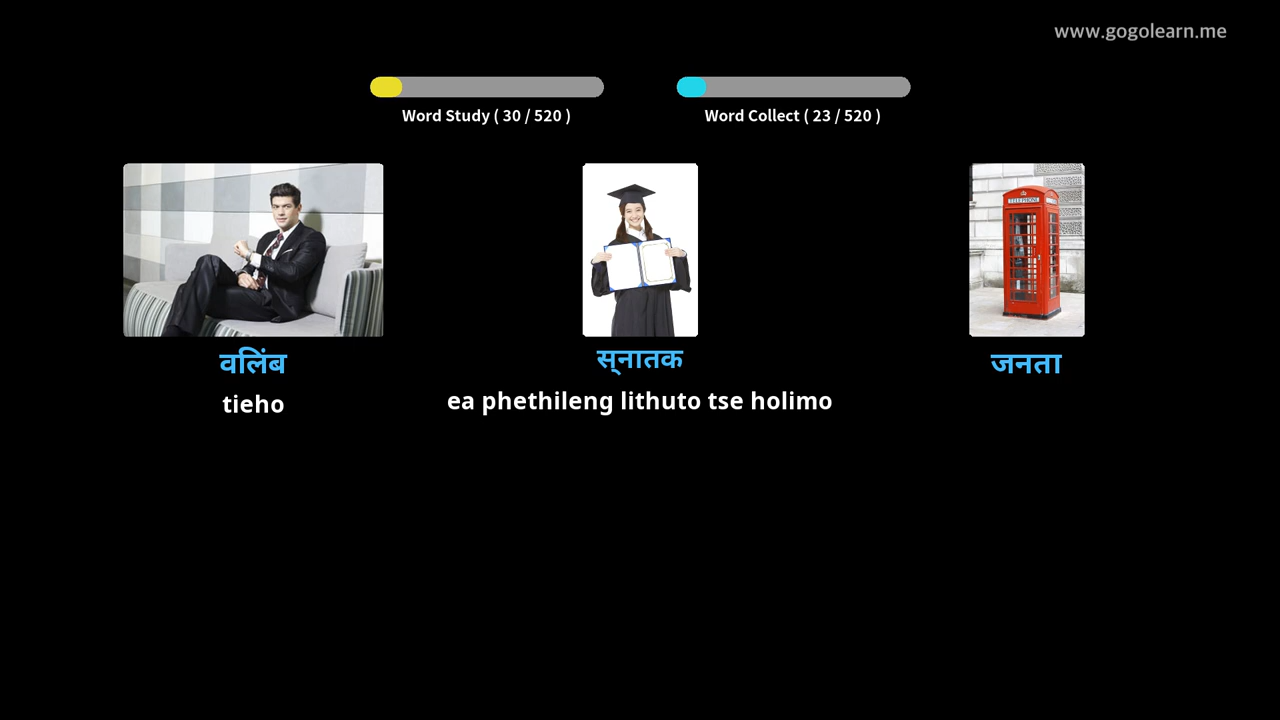 www.gogolearn.me
Word Study ( 30 / 520 )
Word Collect ( 23 / 520 )
TELEPHONE
वलिंब
स्‌नातक
जनता
tieho
ea phethileng lithuto tse holimo